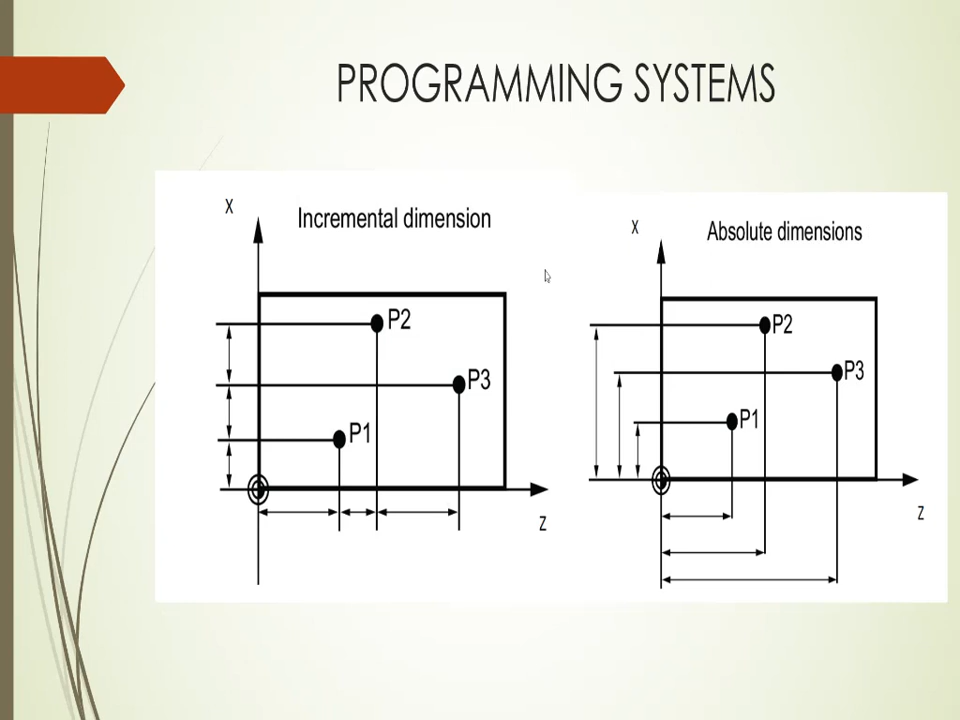 PROGRAMMING SYSTEMS
X
Incremental dimension
P2
P3
P1
Z
X
Absolute dimensions
P2
P3
P1
Z